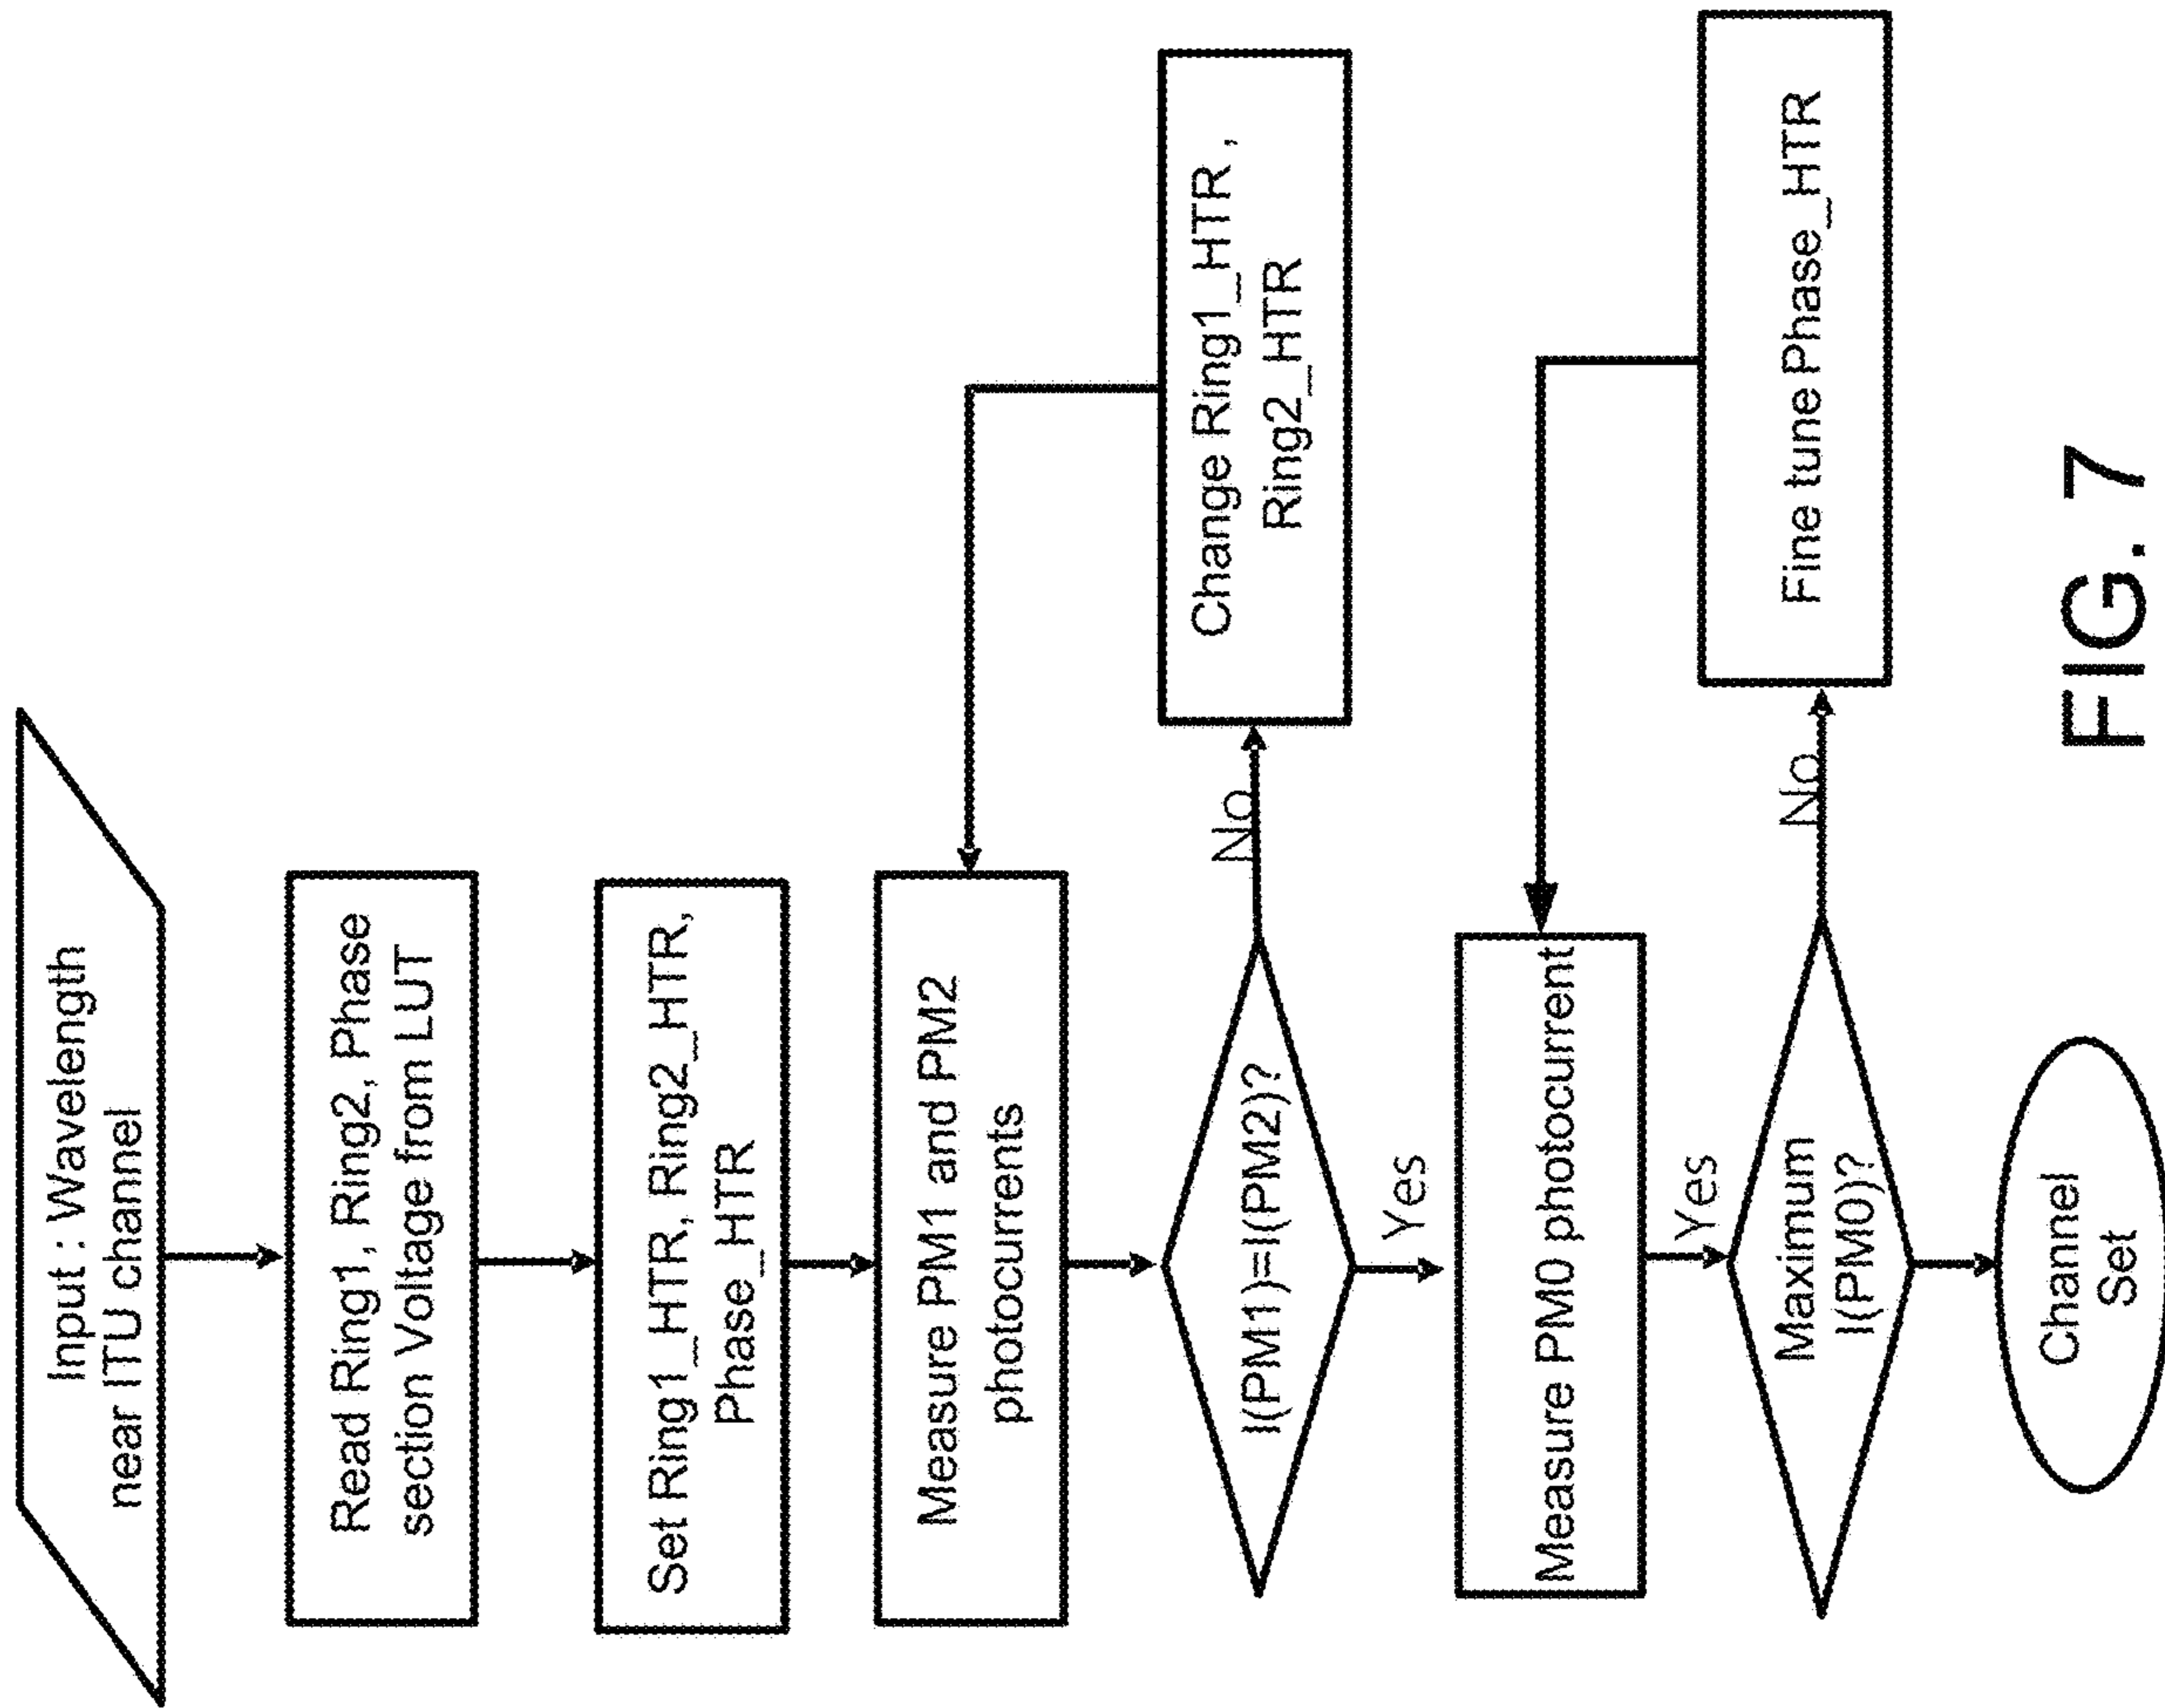 Input : Wavelength
near ITU channel
Read Ring1, Ring2, Phase
section Voltage from LUT
Set Ring1_HTR, Ring2_HTR,
Phase_HTR
Measure PM1 and PM2
photocurrents
I(PM1)=I(PM2)?
No
Change Ring1_HTR ,
Ring2_HTR
Yes
Measure PM0 photocurrent
Yes
Maximum
I(PM0)?
No
Fine tune Phase_HTR
Channel
Set
FIG. 7